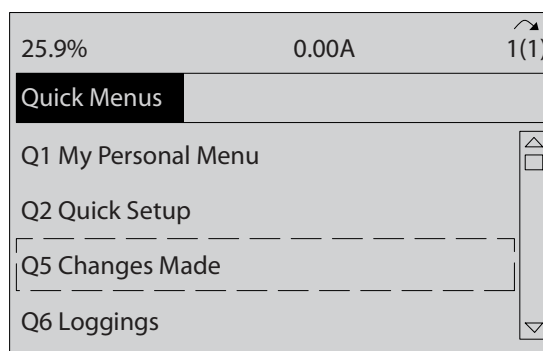 25.9% 0.00A 1(1)
Quick Menus
Q1 My Personal Menu
Q2 Quick Setup
Q5 Changes Made
Q6 Loggings